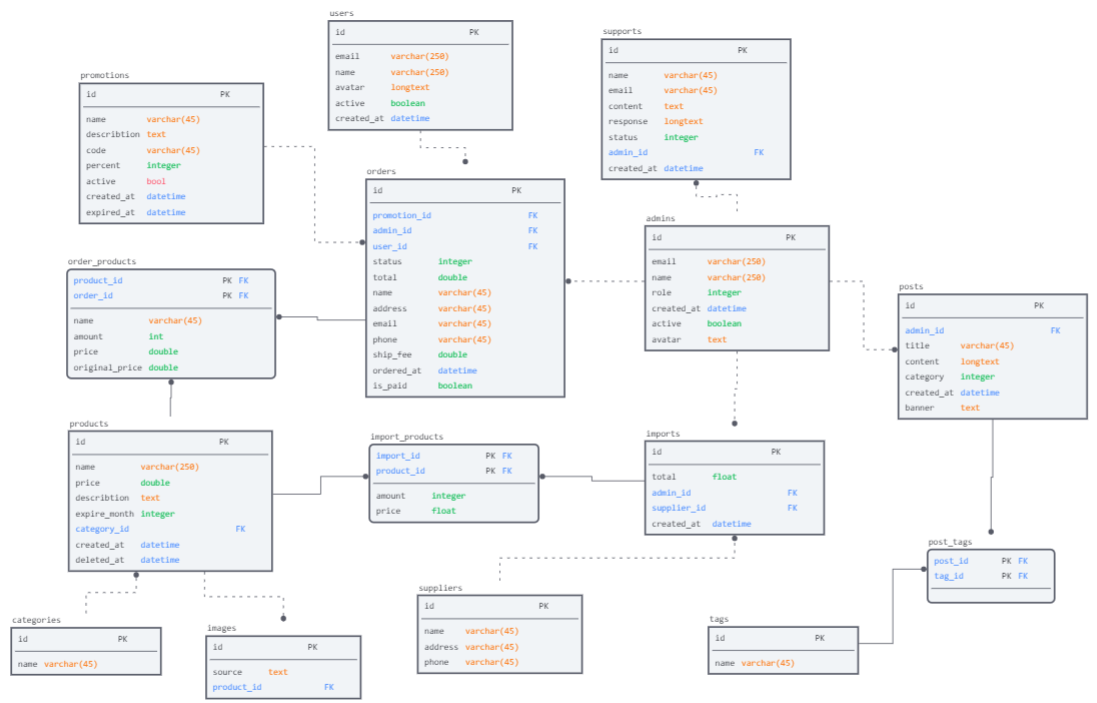 users
id PK
email varchar(250)
name varchar(250)
avatar longtext
active boolean
created_at datetime
supports
id PK
name varchar(45)
email varchar(45)
content text
response longtext
status integer
admin_id FK
created_at datetime
promotions
id PK
name varchar(45)
describtion text
code varchar(45)
percent integer
active bool
created_at datetime
expired_at datetime
orders
id PK
promotion_id FK
admin_id FK
user_id FK
status integer
total double
name varchar(45)
address varchar(45)
email varchar(45)
phone varchar(45)
ship_fee double
ordered_at datetime
is_paid boolean
admins
id PK
email varchar(250)
name varchar(250)
role integer
created_at datetime
active boolean
avatar text
order_products
product_id PK FK
order_id PK FK
name varchar(45)
amount int
price double
original_price double
posts
id PK
admin_id FK
title varchar(45)
content longtext
category integer
created_at datetime
banner text
products
id PK
name varchar(250)
price double
describtion text
expire_month integer
category_id FK
created_at datetime
deleted_at datetime
import_products
import_id PK FK
product_id PK FK
amount integer
price float
imports
id PK
total float
admin_id FK
supplier_id FK
created_at datetime
post_tags
post_id PK FK
tag_id PK FK
suppliers
id PK
name varchar(45)
address varchar(45)
phone varchar(45)
categories
id PK
name varchar(45)
images
id PK
source text
product_id FK
tags
id PK
name varchar(45)